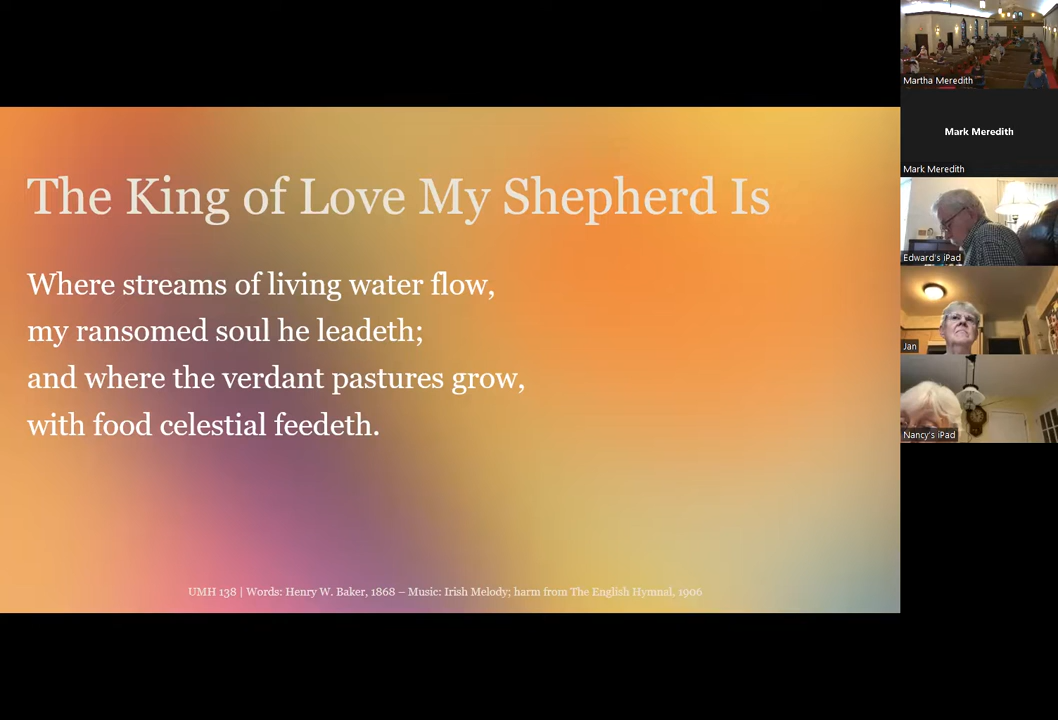 The King of Love My Shepherd Is
Where streams of living water flow,
my ransomed soul he leadeth;
and where the verdant pastures grow,
with food celestial feedeth.
UMH 138 | Words: Henry W. Baker, 1868 – Music: Irish Melody; harm from The English Hymnal, 1906
Martha Meredith
Mark Meredith
Mark Meredith
Edward's iPad
Jan
Nancy's iPad